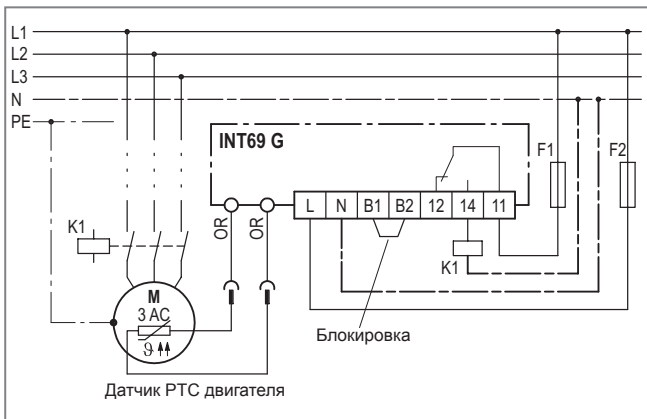 L1
L2
L3
N
PE
INT69 G
F1
F2
OR
OR
L N B1 B2 12 14 11
K1
K1
M
3 AC
ϑ
Блокировка
Датчик PTC двигателя